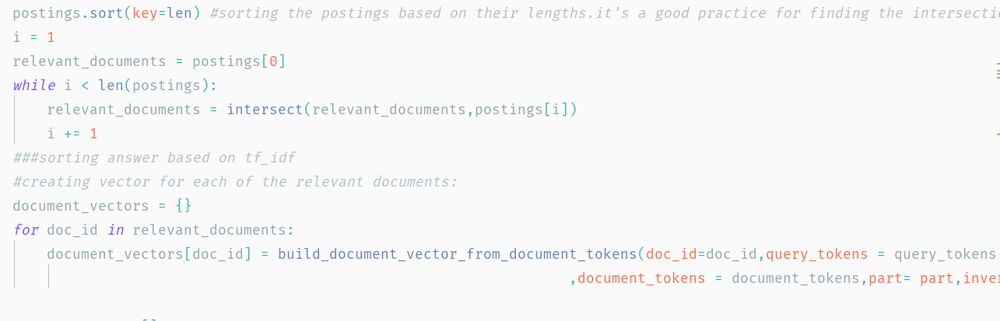 postings.sort(key=len) #sorting the postings based on their lengths.it's a good practice for finding the
i = 1
relevant_documents = postings[0]
while i < len(postings):
    relevant_documents = intersect(relevant_documents,postings[i])
    i += 1
###sorting answer based on tf_idf
#creating vector for each of the relevant documents:
document_vectors = {}
for doc_id in relevant_documents:
    document_vectors[doc_id] = build_document_vector_from_document_tokens(doc_id=doc_id,query_tokens = query_tokens
,document_tokens = document_tokens,part= part,